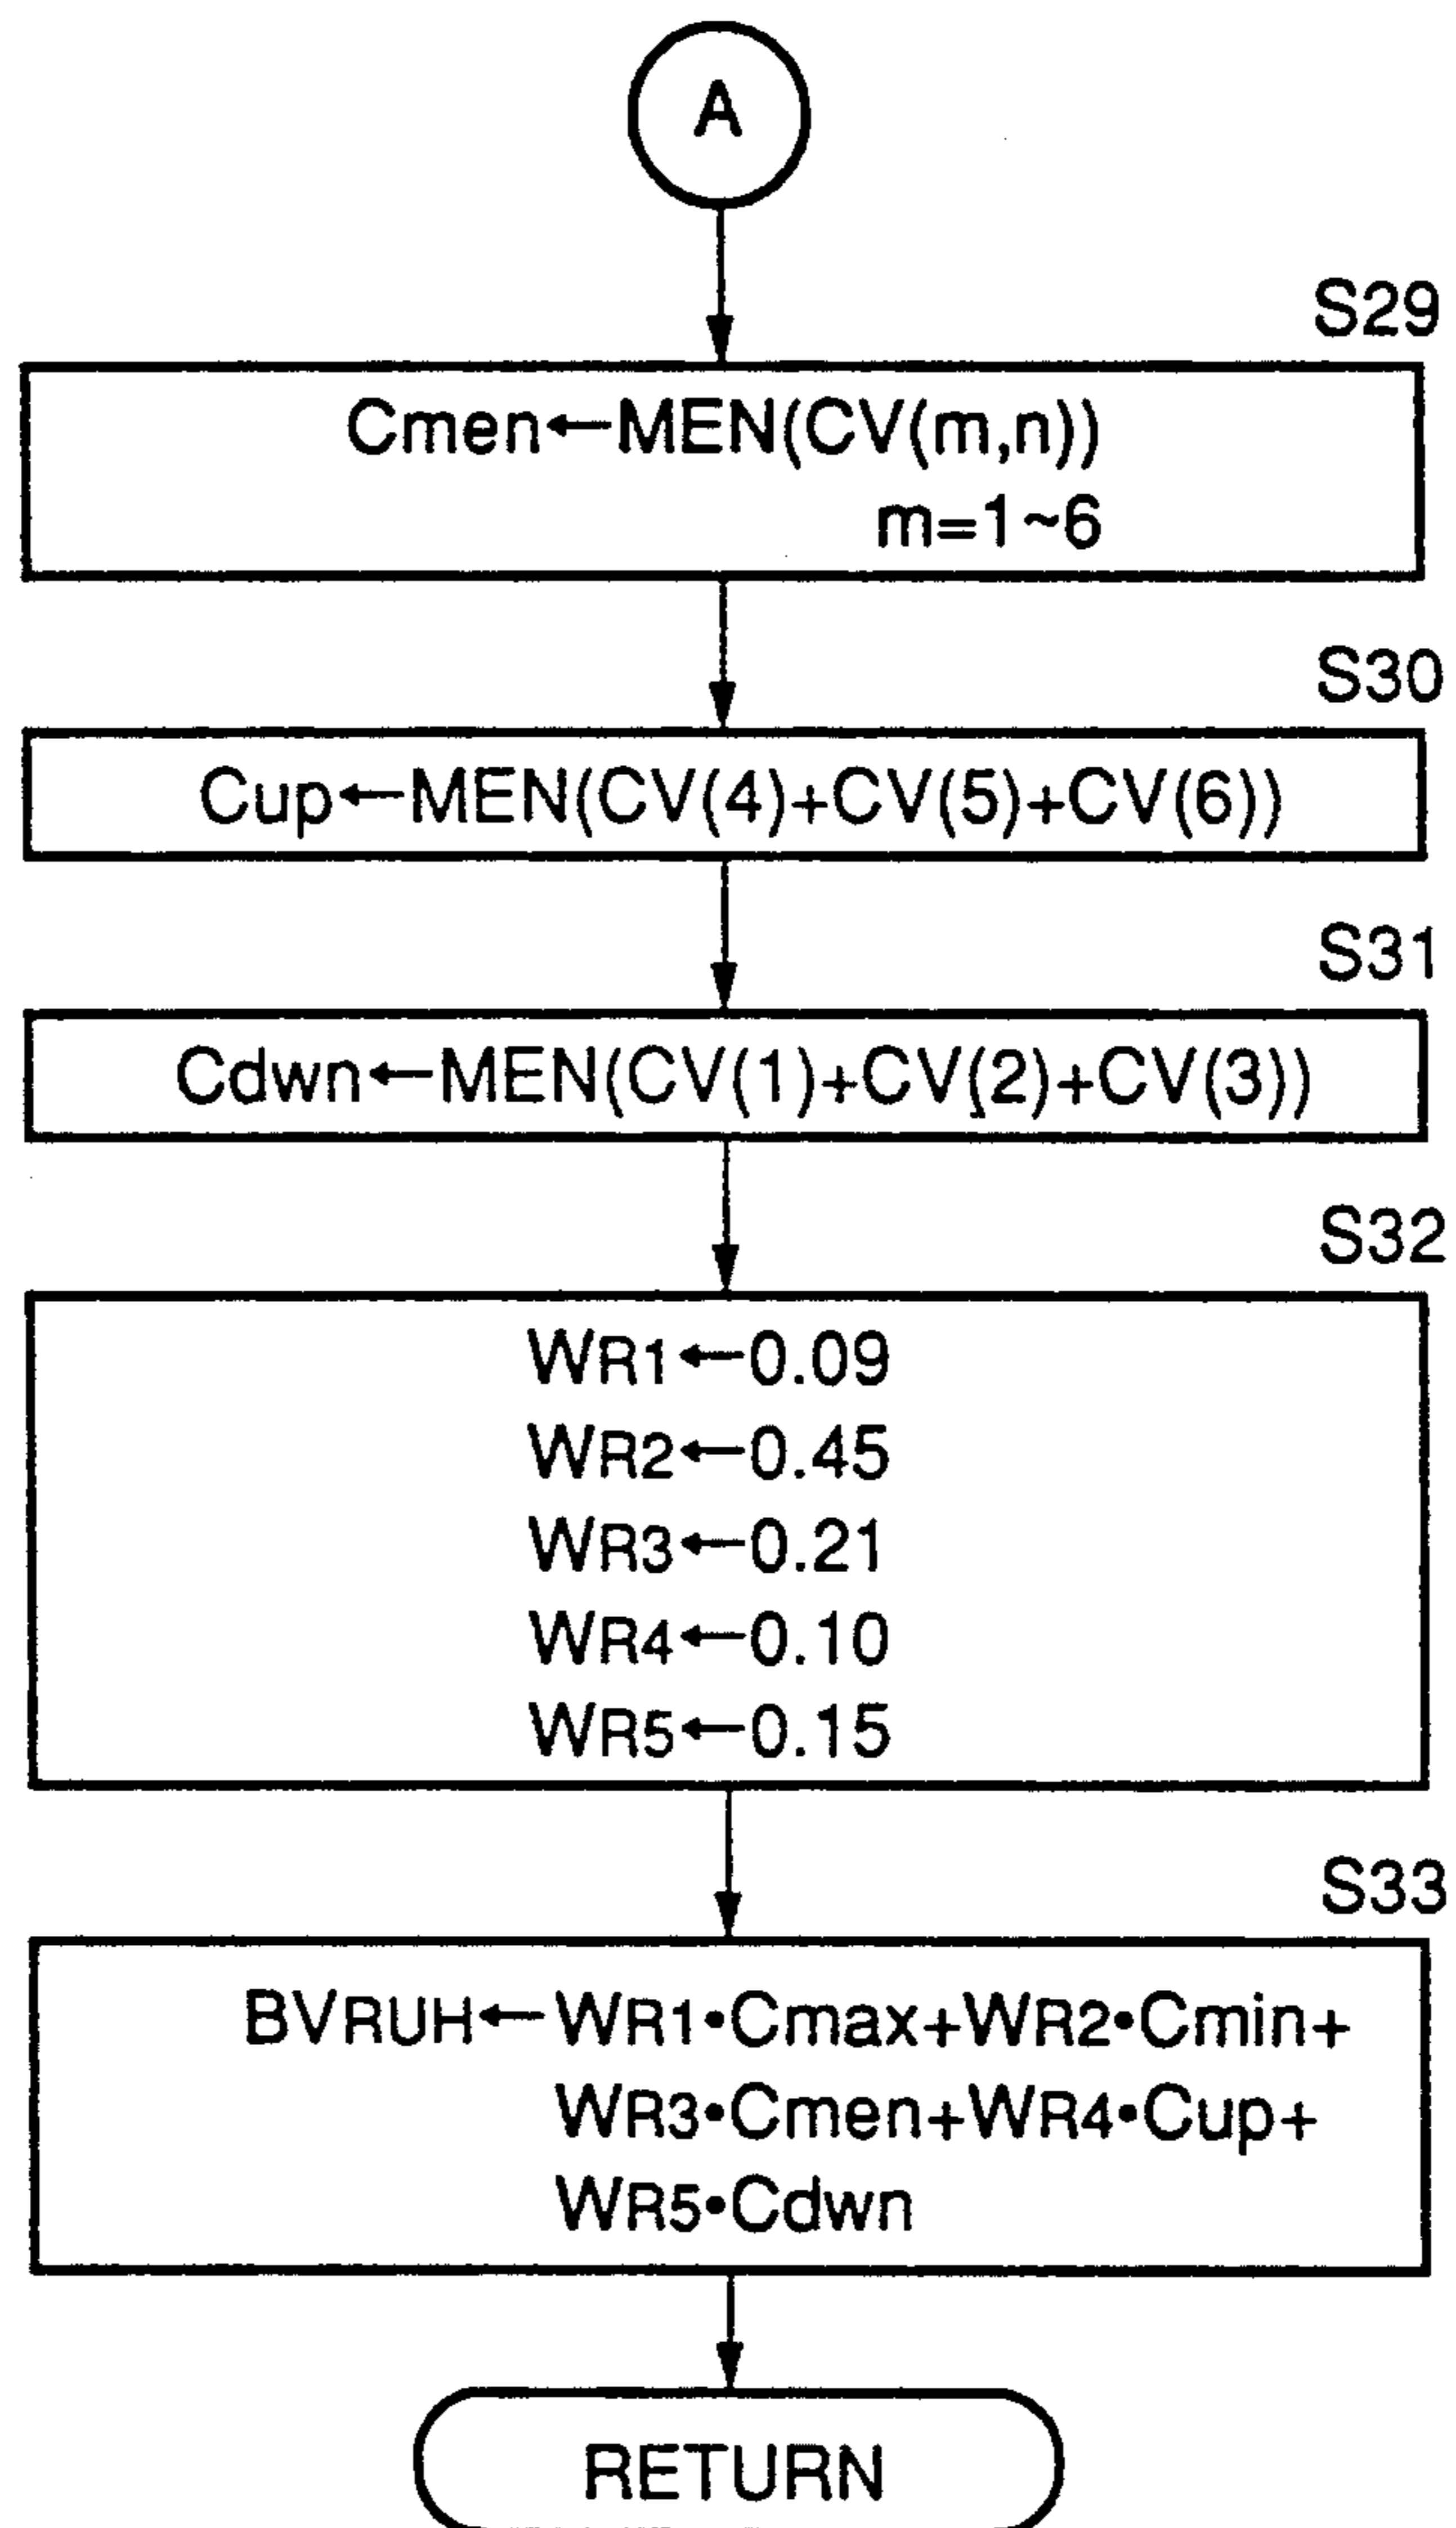 A
S29
Cmen←MEN(CV(m,n))
m=1~6
S30
Cup←MEN(CV(4)+CV(5)+CV(6))
S31
Cdwn←MEN(CV(1)+CV(2)+CV(3))
S32
WR1←0.09
WR2←0.45
WR3←0.21
WR4←0.10
WR5←0.15
S33
BVRUH←WR1•Cmax+WR2•Cmin+
WR3•Cmen+WR4•Cup+
WR5•Cdwn
RETURN